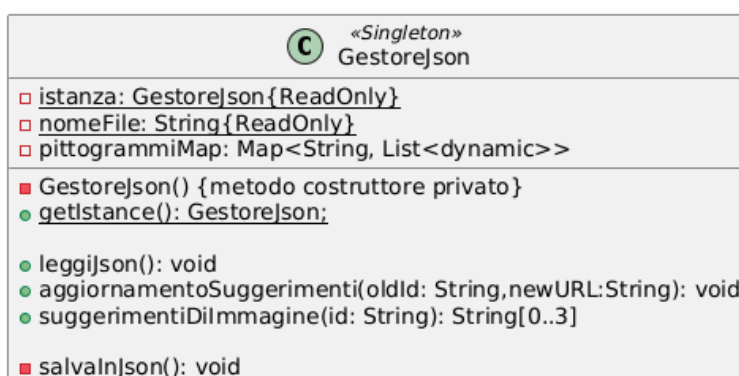 «Singleton»
C
GestoreJson
istanza: GestoreJson{ReadOnly}
nomeFile: String{ReadOnly}
pittogrammiMap: Map<String, List<dynamic>>
GestoreJson() {metodo costruttore privato}
getIstance(): GestoreJson;
leggiJson(): void
aggiornamentoSuggerimenti(oldId: String,newURL:String): void
suggerimentiDiImmagine(id: String): String[0..3]
salvaInJson(): void